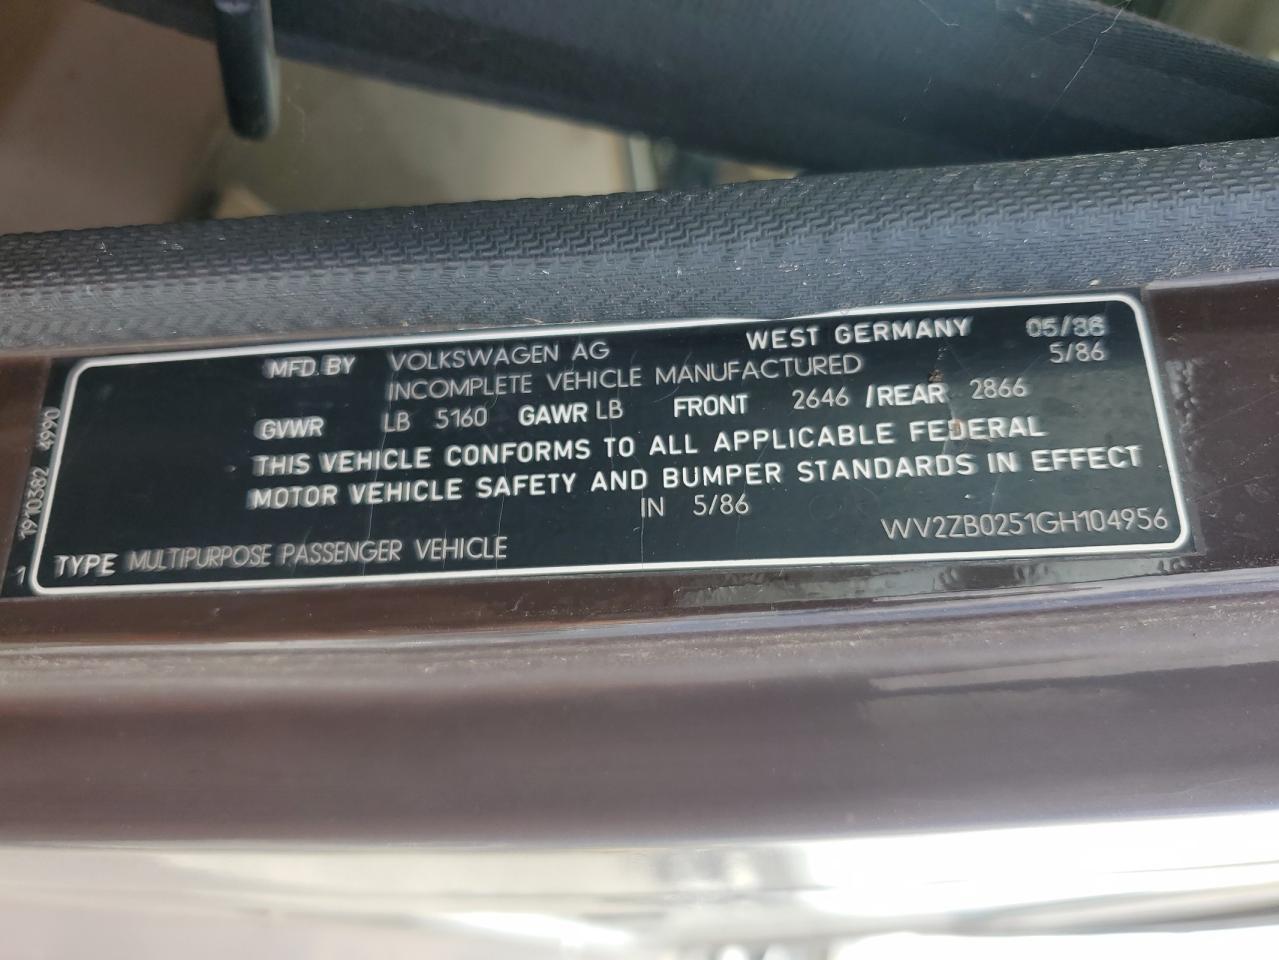 MFD. BY VOLKSWAGEN AG WEST GERMANY 05/86
INCOMPLETE VEHICLE MANUFACTURED 5/86
GVWR LB 5160 GAWR LB FRONT 2646 /REAR 2866
THIS VEHICLE CONFORMS TO ALL APPLICABLE FEDERAL
MOTOR VEHICLE SAFETY AND BUMPER STANDARDS IN EFFECT
IN 5/86
WV2ZB0251GH104956
TYPE MULTIPURPOSE PASSENGER VEHICLE
1 1910382 4990